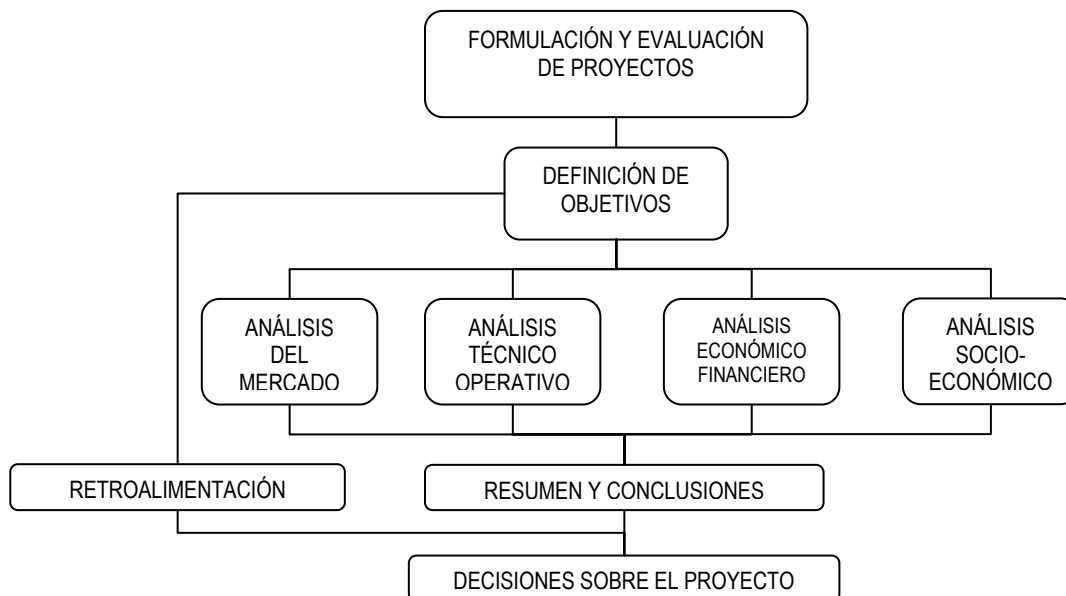 FORMULACIÓN Y EVALUACIÓN
DE PROYECTOS
DEFINICIÓN DE
OBJETIVOS
ANÁLISIS
DEL
MERCADO
ANÁLISIS
TÉCNICO
OPERATIVO
ANÁLISIS
ECONÓMICO
FINANCIERO
ANÁLISIS
SOCIO-
ECONÓMICO
RETROALIMENTACIÓN
RESUMEN Y CONCLUSIONES
DECISIONES SOBRE EL PROYECTO